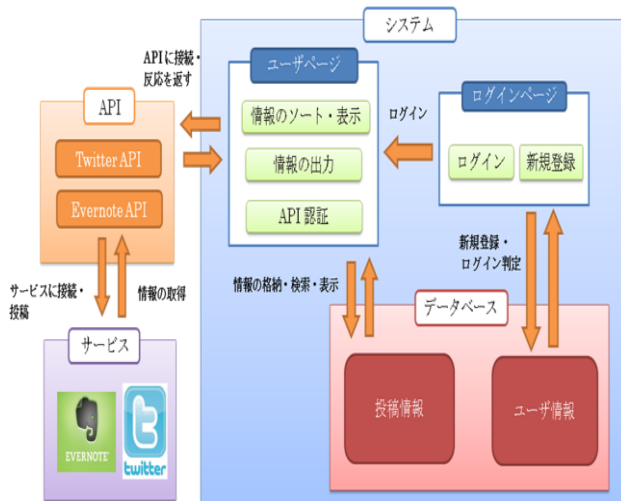 システム
APIに接続・
反応を返す
ユーザページ
情報のソート・表示
情報の出力
API 認証
ログイン
ログインページ
ログイン
新規登録
API
Twitter API
Evernote API
サービスに接続・
投稿
情報の取得
情報の格納・検索・表示
新規登録・
ログイン判定
サービス
EVERNOTE
twitter
データベース
投稿情報
ユーザ情報